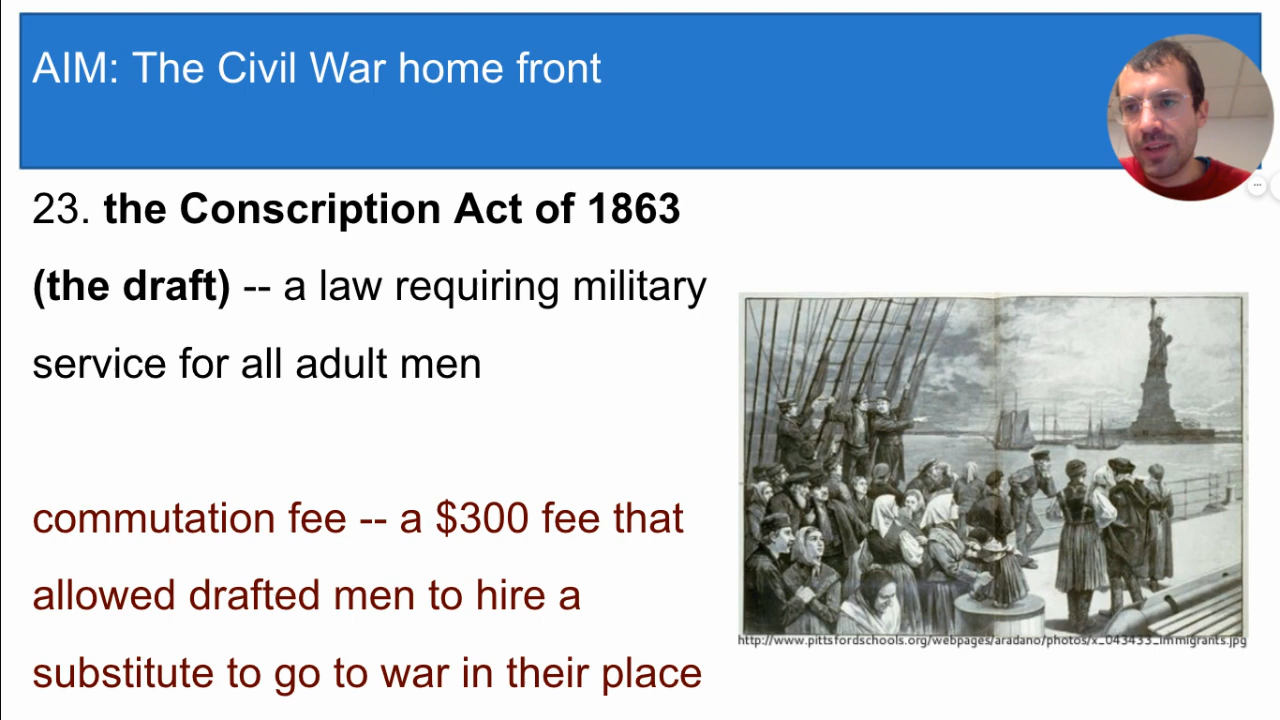 AIM: The Civil War home front
23. the Conscription Act of 1863
(the draft) -- a law requiring military
service for all adult men
commutation fee -- a $300 fee that
allowed drafted men to hire a
substitute to go to war in their place
http://www.pittsfordschools.org/webpages/aradano/photos/x_043433_immigrants.jpg